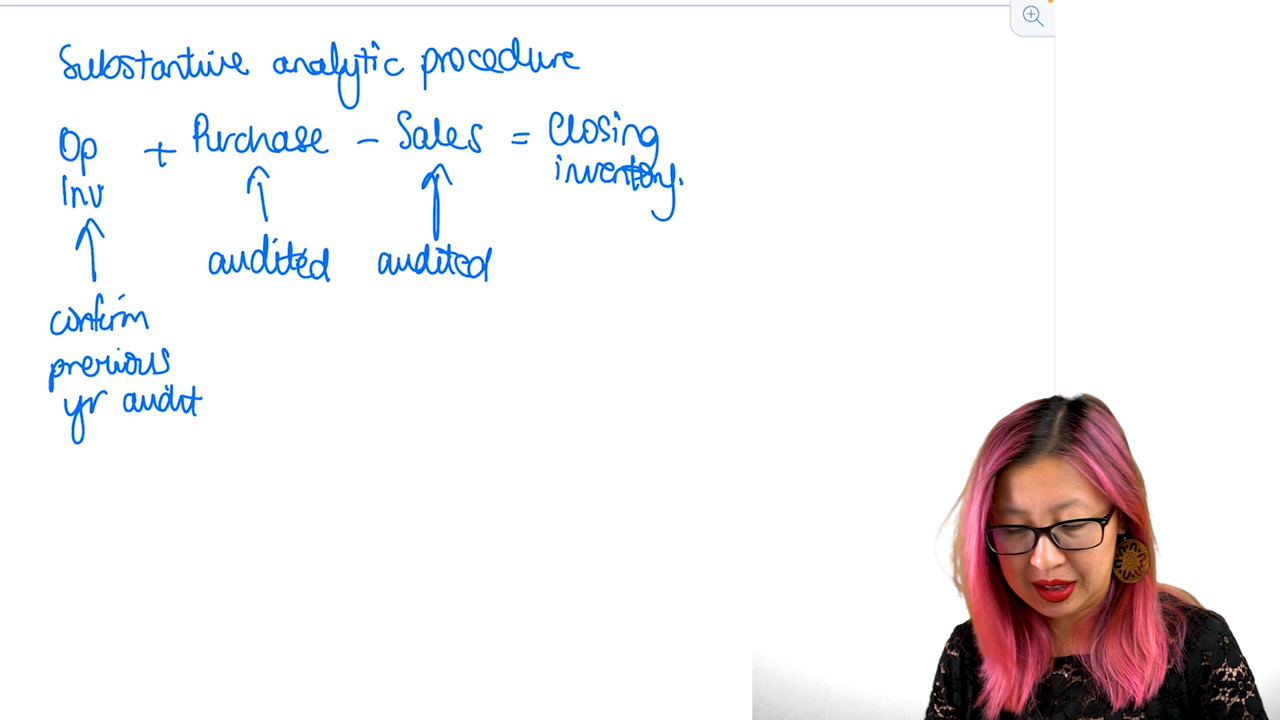 Substantive analytic procedure
Op + Purchase - Sales = Closing
Inv inventory.
audited audited
confirm
previous
yr audit